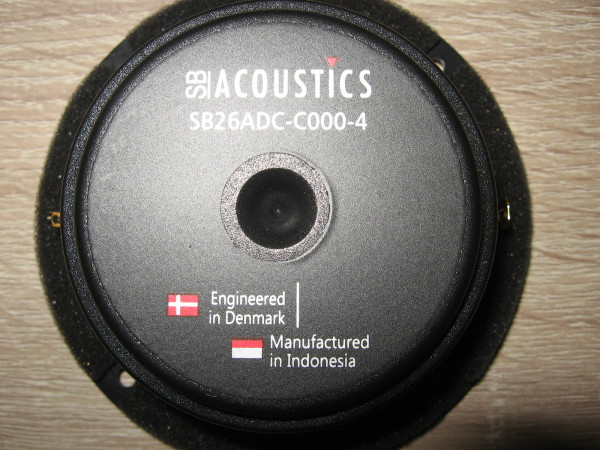 SB ACOUSTICS
SB26ADC-C000-4
Engineered
in Denmark
Manufactured
in Indonesia